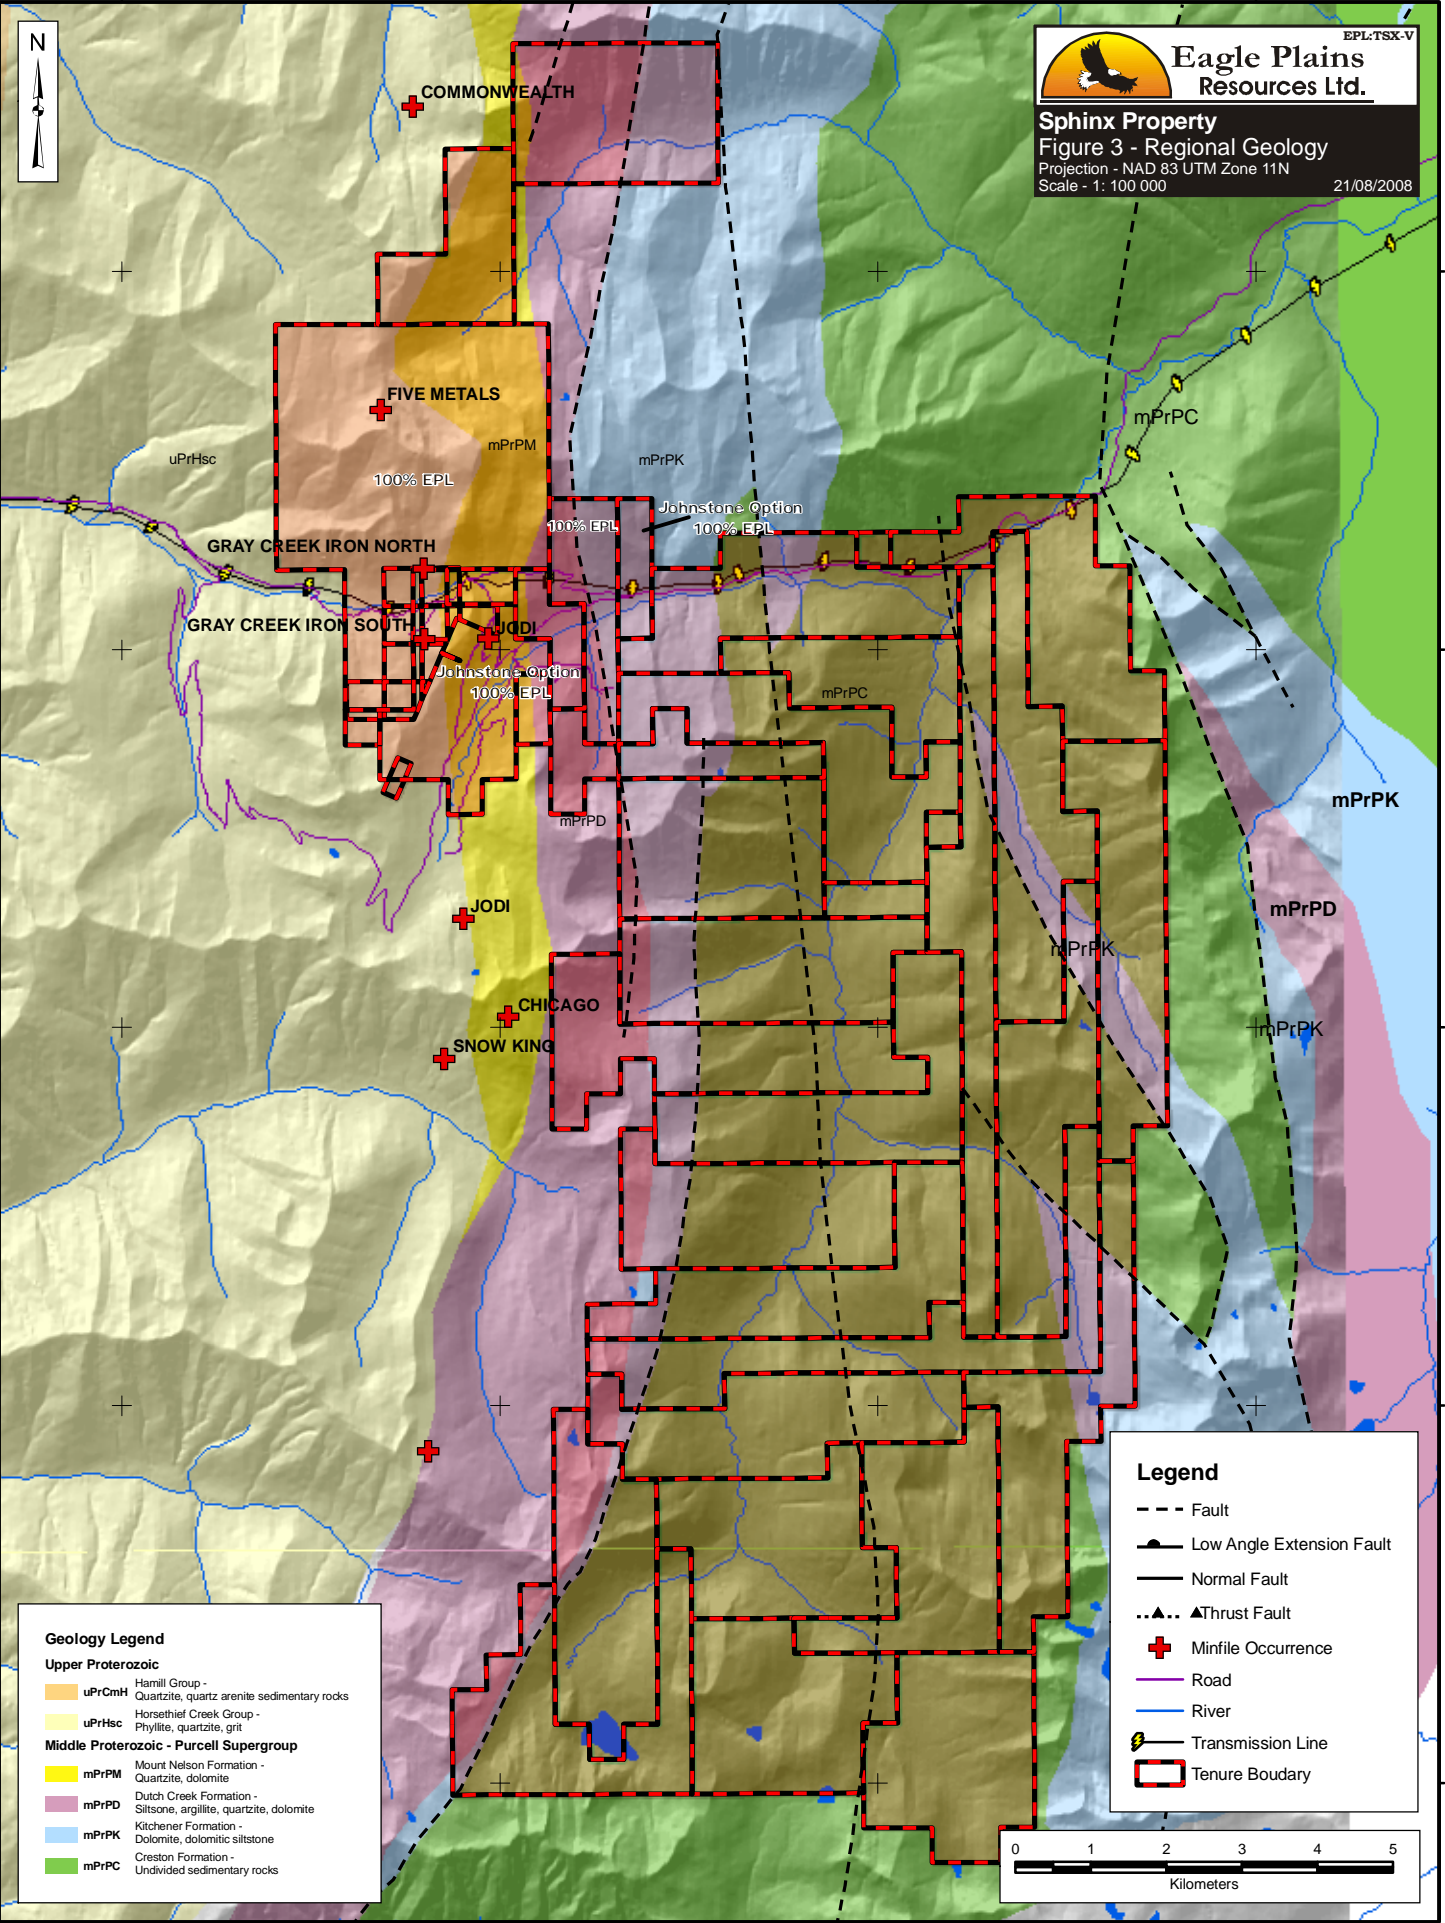 N
EPL:TSX-V
Eagle Plains
Resources Ltd.
Sphinx Property
Figure 3 - Regional Geology
Projection - NAD 83 UTM Zone 11N
Scale - 1: 100 000
21/08/2008
COMMONWEALTH
FIVE METALS
mPrPC
mPrPM
uPrHsc
mPrPK
100% EPL
Johnstone Option
100% EPL
100% EPL
GRAY CREEK IRON NORTH
GRAY CREEK IRON SOUTH
JODI
Johnstone Option
100% EPL
mPrPC
mPrPK
mPrPD
JODI
mPrPD
mPrPK
CHICAGO
mPrPK
SNOW KING
Legend
Fault
Low Angle Extension Fault
Normal Fault
Thrust Fault
Minfile Occurrence
Road
River
Transmission Line
Tenure Boudary
Geology Legend
Upper Proterozoic
uPrCmH
Hamill Group -
Quartzite, quartz arenite sedimentary rocks
uPrHsc
Horsethief Creek Group -
Phyllite, quartzite, grit
Middle Proterozoic - Purcell Supergroup
mPrPM
Mount Nelson Formation -
Quartzite, dolomite
mPrPD
Dutch Creek Formation -
Siltsone, argillite, quartzite, dolomite
mPrPK
Kitchener Formation -
Dolomite, dolomitic siltstone
mPrPC
Creston Formation -
Undivided sedimentary rocks
0 1 2 3 4 5
Kilometers